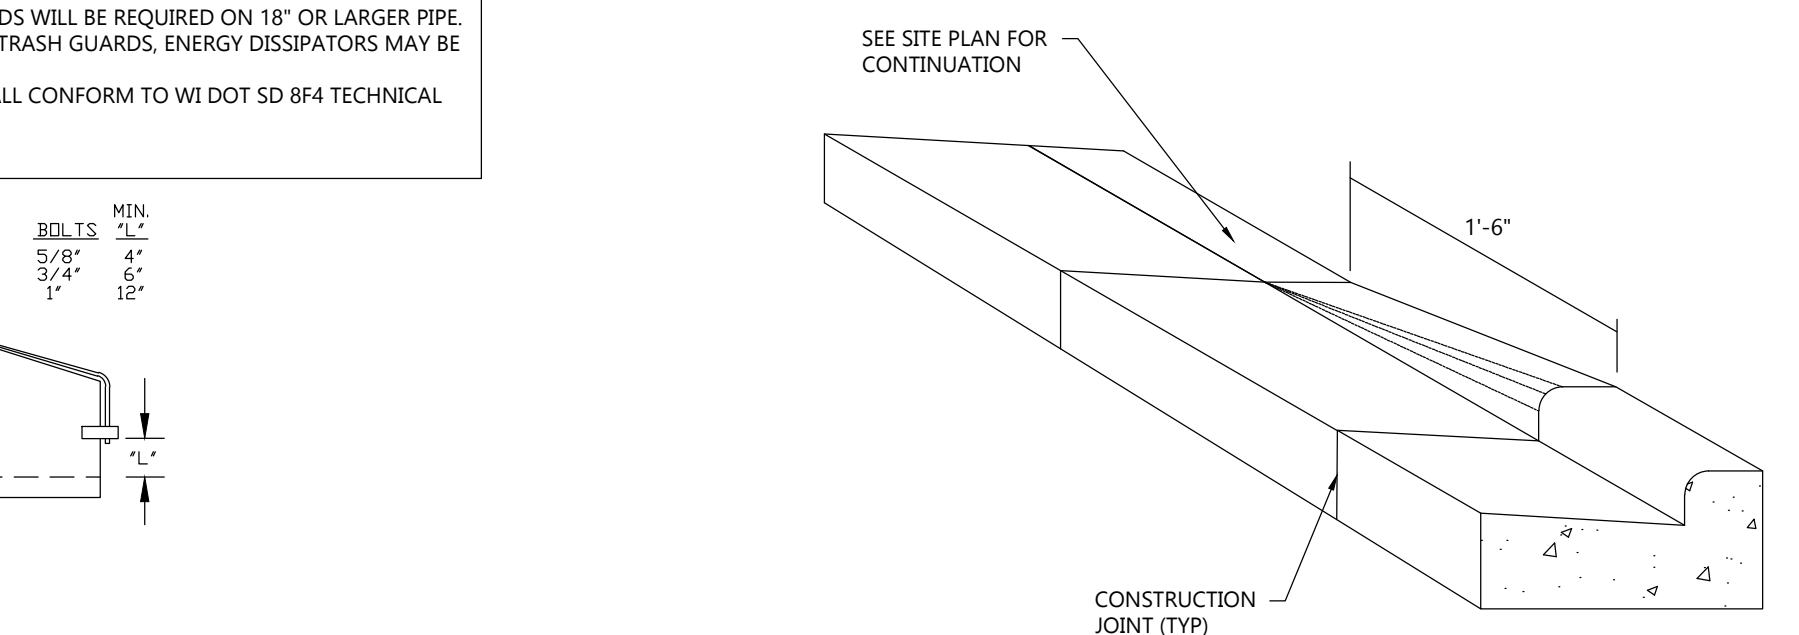 DS WILL BE REQUIRED ON 18" OR LARGER PIPE.
TRASH GUARDS, ENERGY DISSIPATORS MAY BE
ALL CONFORM TO WI DOT SD 8F4 TECHNICAL
MIN.
BOLTS "L"
5/8" 4"
3/4" 6"
1" 12"
"L"
SEE SITE PLAN FOR
CONTINUATION
1'-6"
CONSTRUCTION
JOINT (TYP)